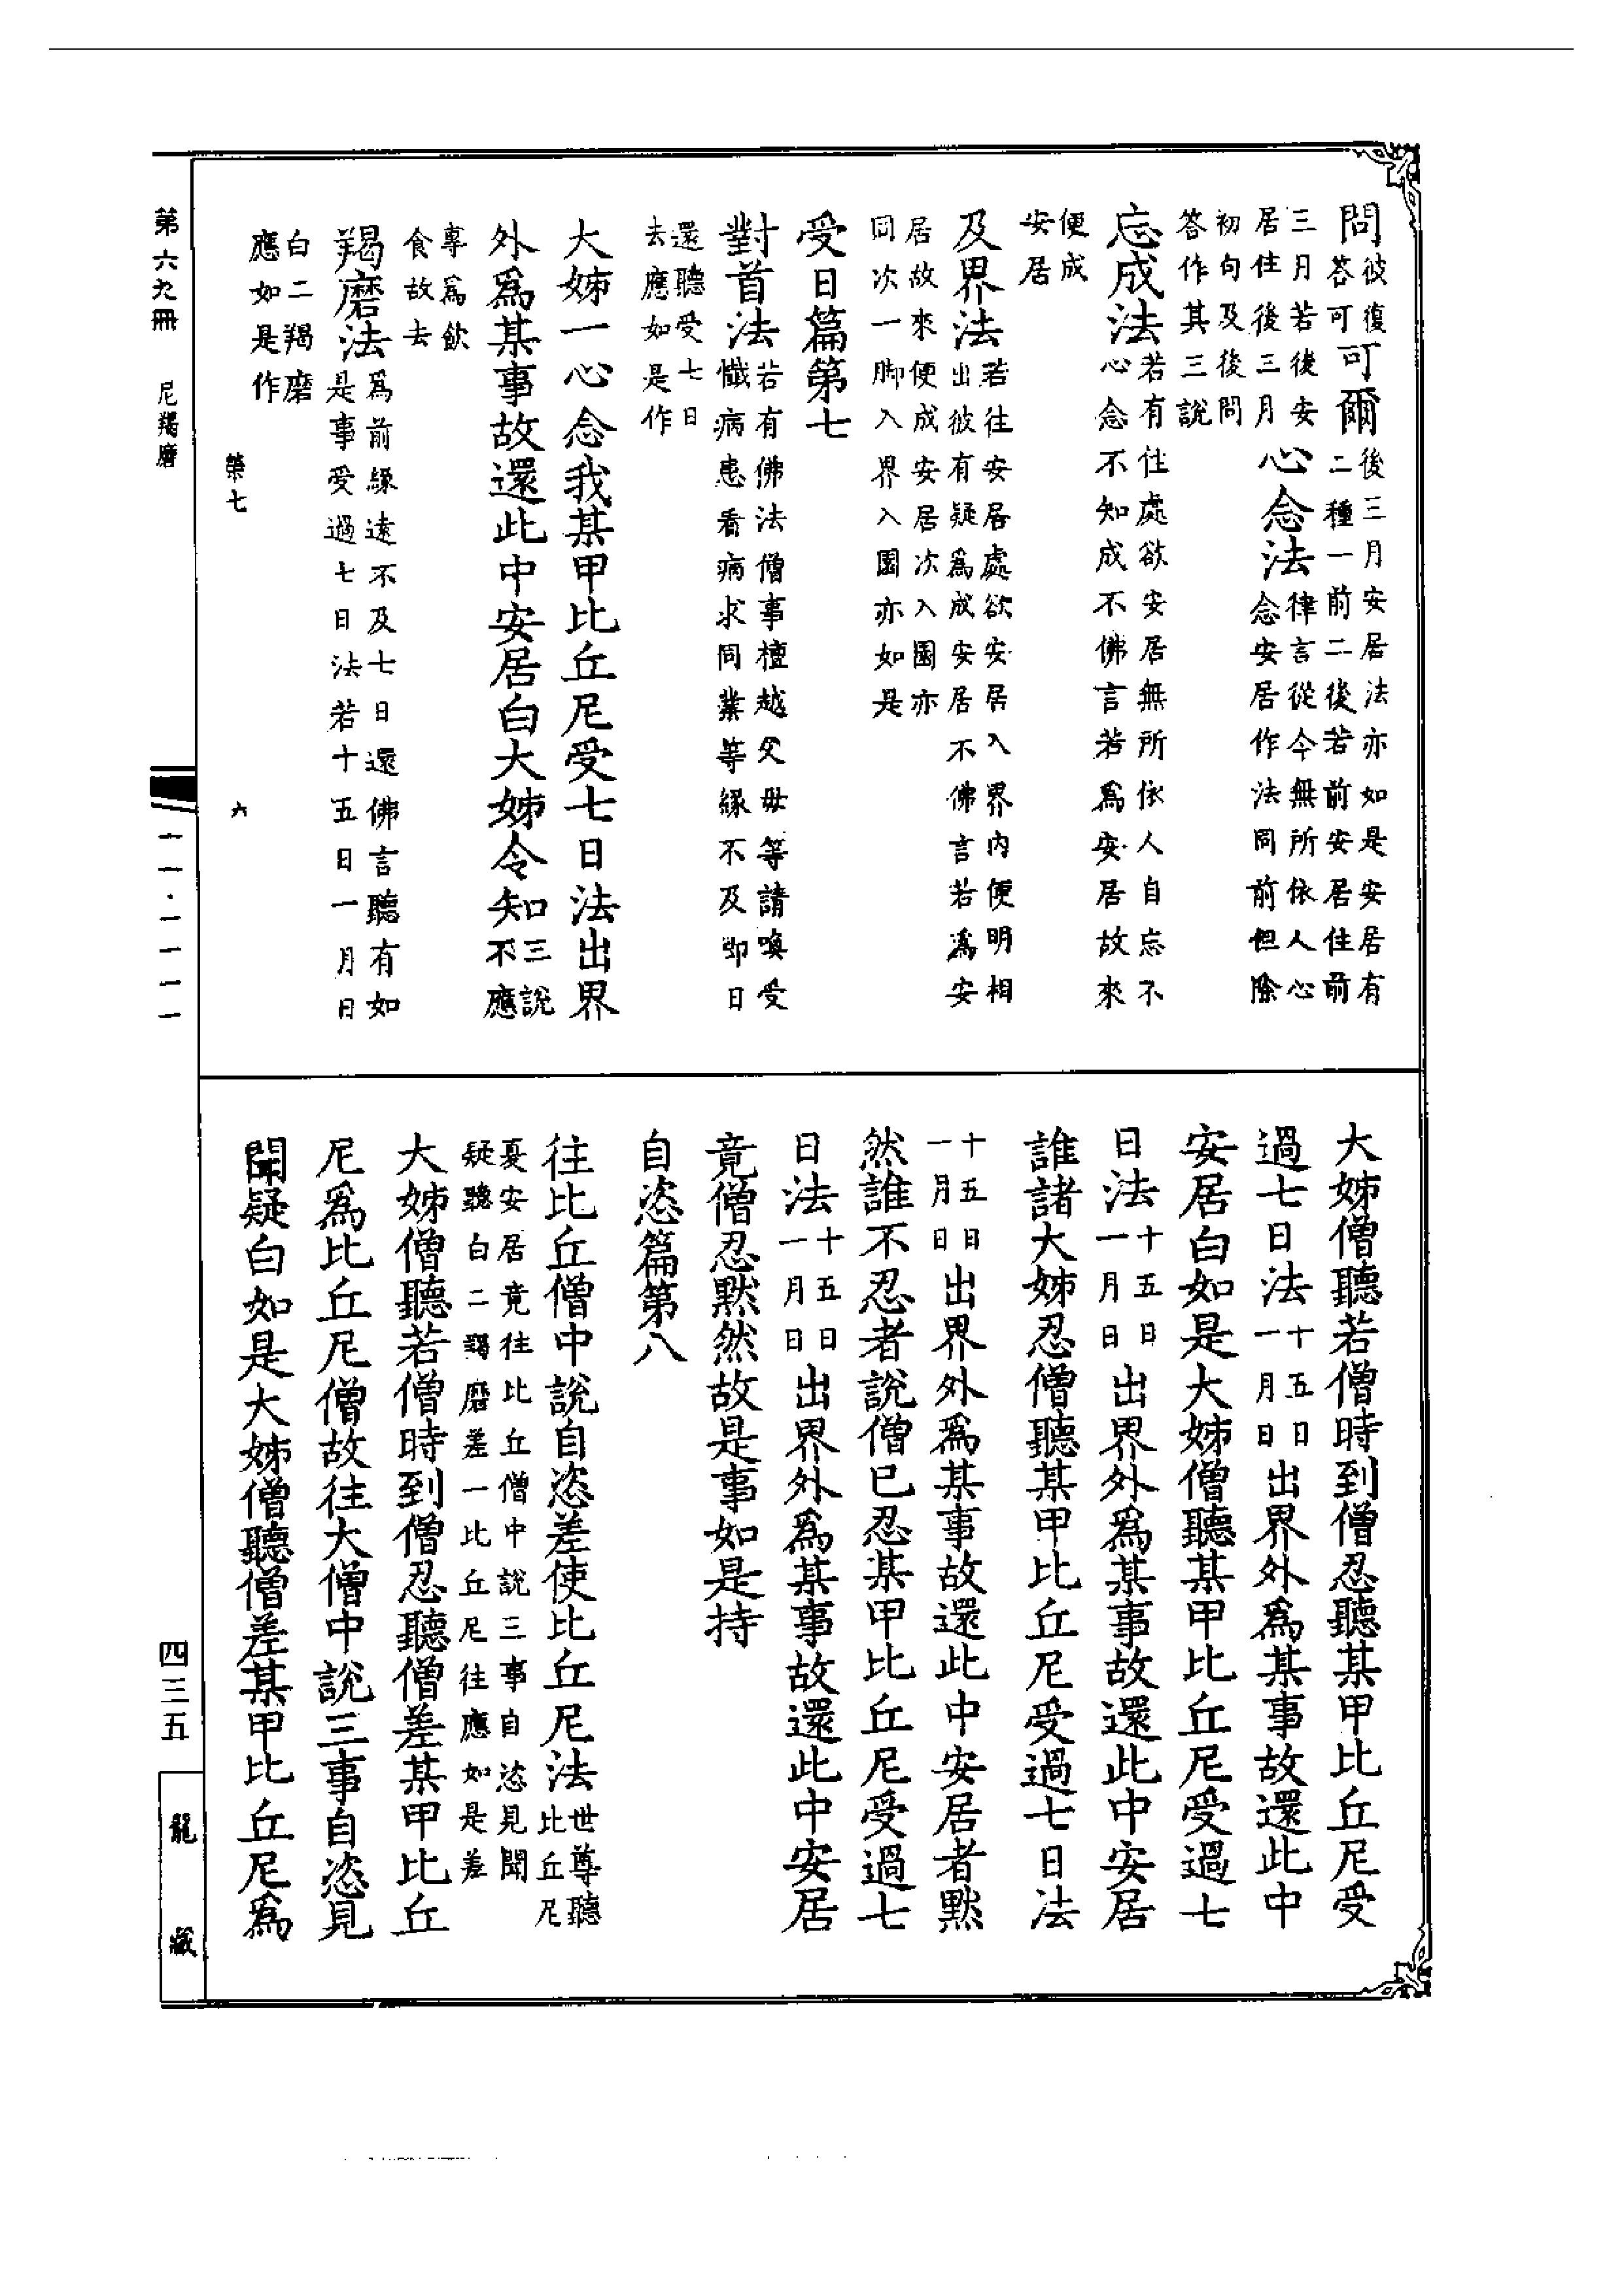 問彼復答可可爾後三月安居法亦如是安居有二種一前二後若前安居住前
三月若後安居住後三月心念法律言從今無所依人心念安居作法同前但除
初句及後問答作其三說
忘成法若有住處欲安居無所依人自忘不心念不知成不佛言若爲安居故來
便成安居
及界法若往安居處欲安居入界內便明相出彼有疑爲成安居不佛言若爲安
居故來便成安居次入園亦同次一脚入界入園亦如是
受日篇第七
對首法若有佛法僧事檀越父母等請喚受懺病患看病求同業等緣不及即日
還聽受七日去應如是作
大姊一心念我某甲比丘尼受七日法出界
外爲某事故還此中安居白大姊令知三說不應
專爲飲食故去
羯磨法爲前緣遠不及七日還佛言聽有如是事受過七日法若十五日一月日
白二羯磨應如是作
榮七 六
大姊僧聽若僧時到僧忍聽某甲比丘尼受
過七日法十五日一月日出界外爲某事故還此中
安居白如是大姊僧聽某甲比丘尼受過七
日法十五日一月日出界外爲某事故還此中安居
誰諸大姊忍僧聽某甲比丘尼受過七日法
十五日一月日出界外爲某事故還此中安居者默
然誰不忍者說僧已忍某甲比丘尼受過七
日法十五日一月日出界外爲某事故還此中安居
竟僧忍默然故是事如是持
自恣篇第八
往比丘僧中說自恣差使比丘尼法世尊聽比丘尼
憂安居竟往比丘僧中說三事自恣見聞疑聽白二羯磨差一比丘尼往應如是差
大姊僧聽若僧時到僧忍聽僧差某甲比丘
尼爲比丘尼僧故往大僧中說三事自恣見
聞疑白如是大姊僧聽僧差某甲比丘尼爲
第六九冊 尼羯磨
一一·一一一一
四三五
龍藏